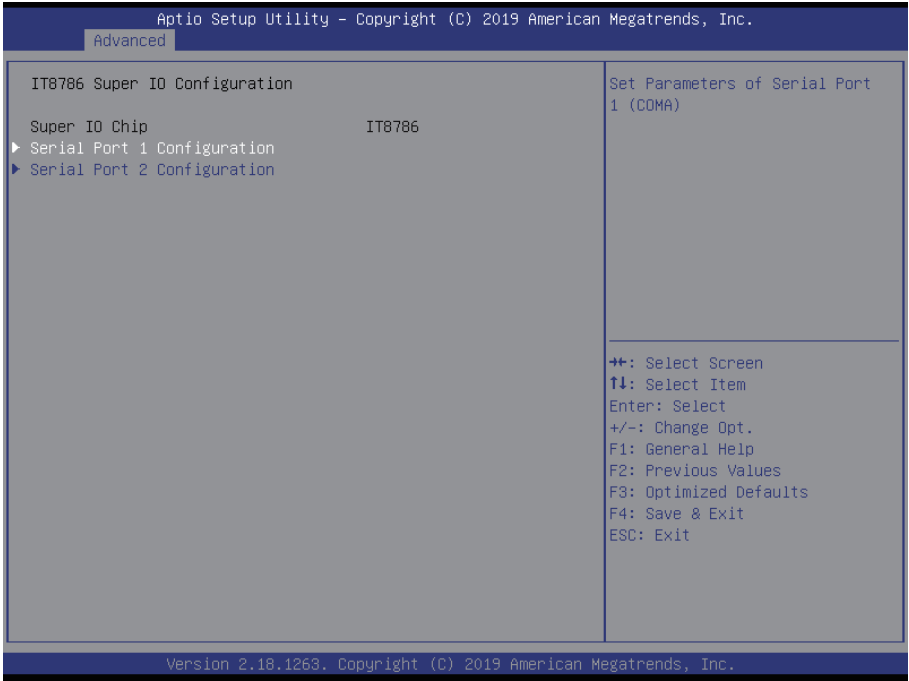 Aptio Setup Utility – Copyright (C) 2019 American Megatrends, Inc.
Advanced
IT8786 Super IO Configuration
Super IO Chip IT8786
▶ Serial Port 1 Configuration
▶ Serial Port 2 Configuration
Set Parameters of Serial Port
1 (COMA)
→←: Select Screen
↑↓: Select Item
Enter: Select
+/-: Change Opt.
F1: General Help
F2: Previous Values
F3: Optimized Defaults
F4: Save & Exit
ESC: Exit
Version 2.18.1263. Copyright (C) 2019 American Megatrends, Inc.